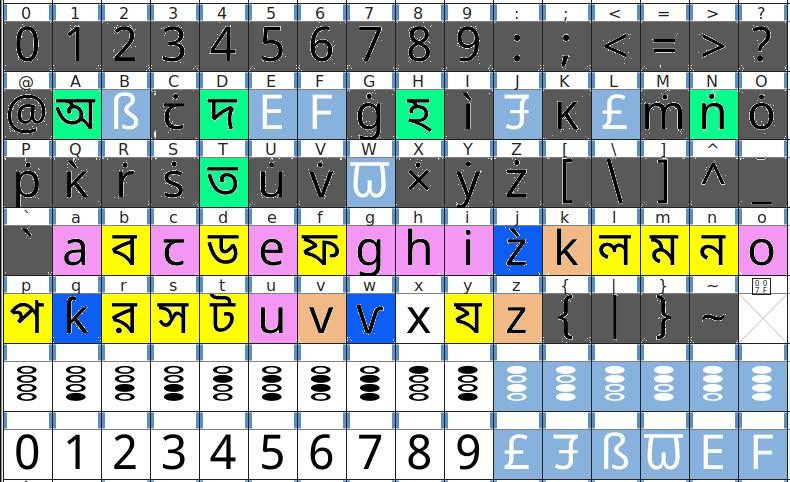 0 1 2 3 4 5 6 7 8 9 : ; < = > ?
0 1 2 3 4 5 6 7 8 9 : ; < = > ?
@ A B C D E F G H I J K L M N O
@ অ ß ċ দ E F ġ হ i ℲK £ ṁ ṅ ȯ
P Q R S T U V W X Y Z [ \ ] ^ _
ṗ k̇ ṙ ṡ ত u̇ v̇ ẋ ẏ ż [ \ ] ^ _
` a b c d e f g h i j k l m n o
` a ব c ড e ফ g h i ż k ল ম ন o
p q r s t u v w x y z { | } ~
প ƙ র স ট u v ⱱ x য z { | } ~
0 1 2 3 4 5 6 7 8 9 £ Ƒ ß ϖ E F